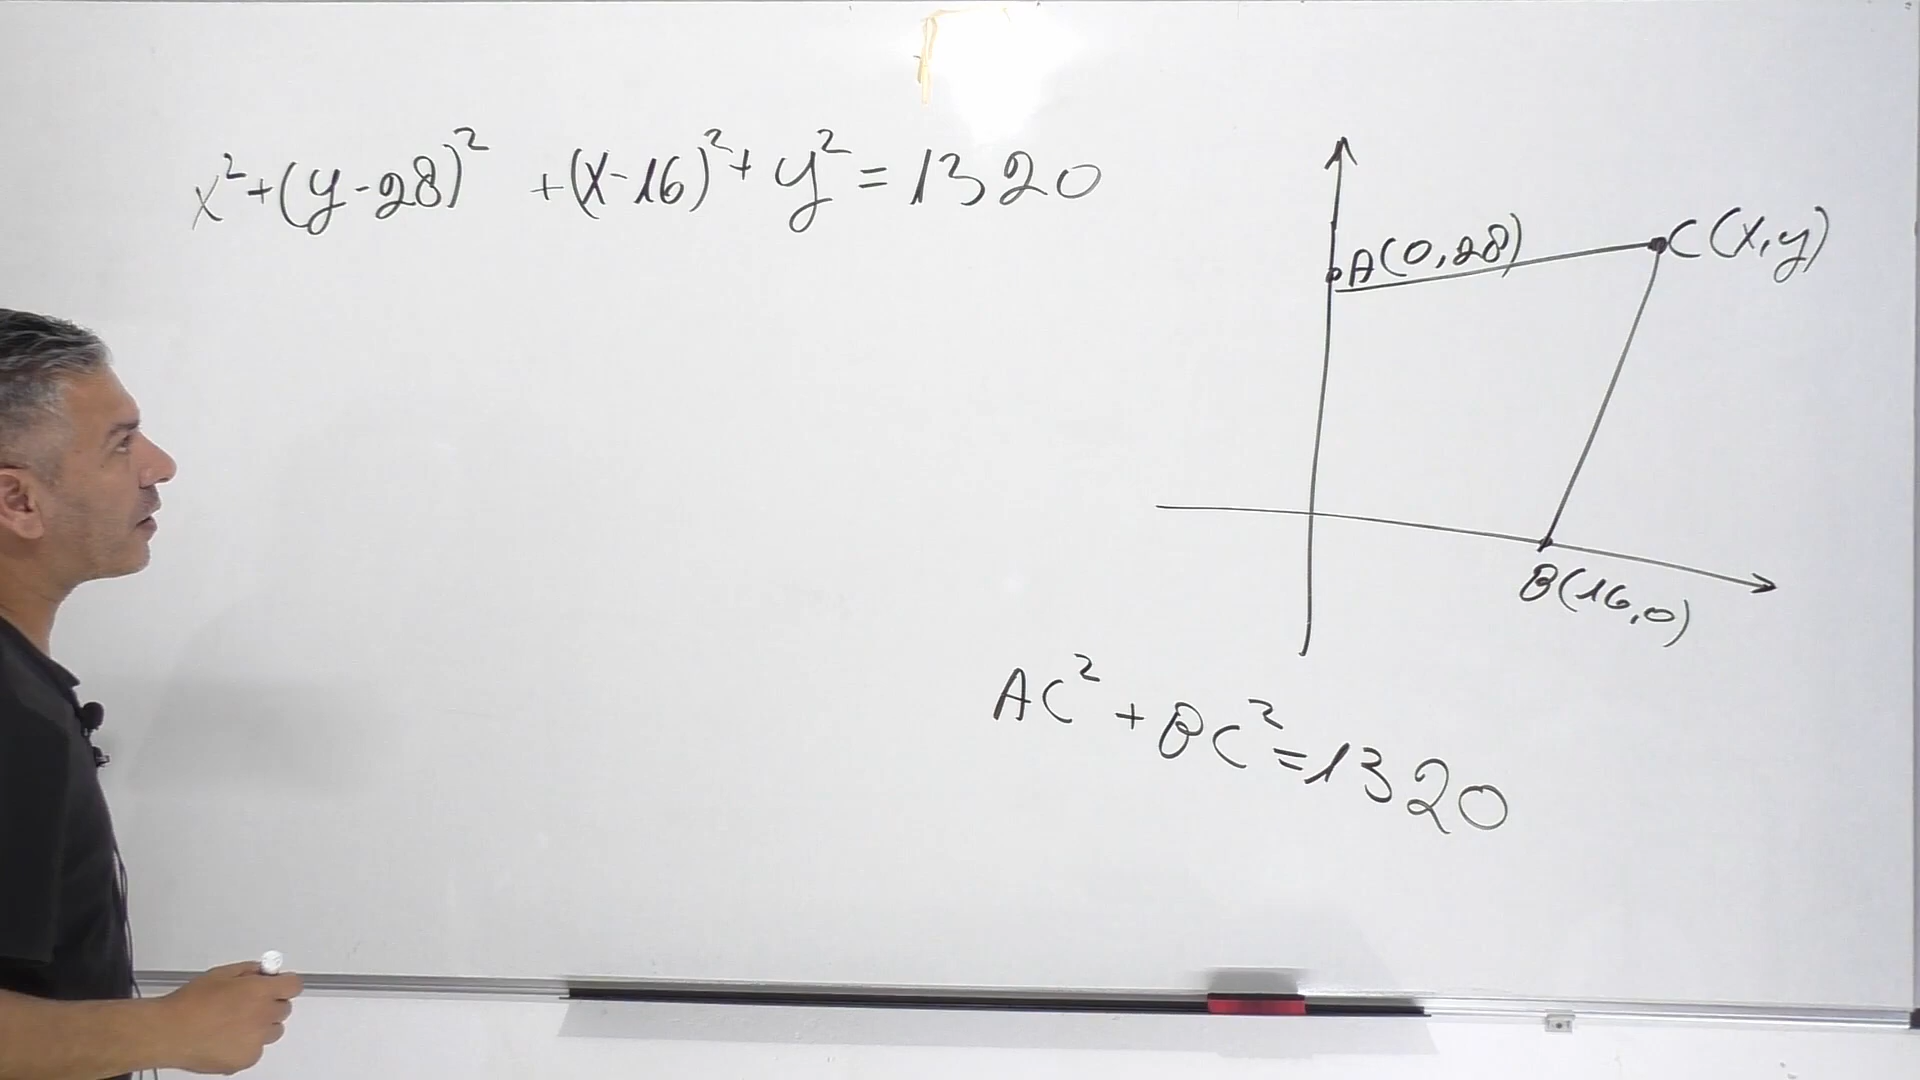 x²+(y-28)² +(x-16)²+y²=1320
A(0,28)
C(x,y)
B(16,0)
AC²+BC²=1320